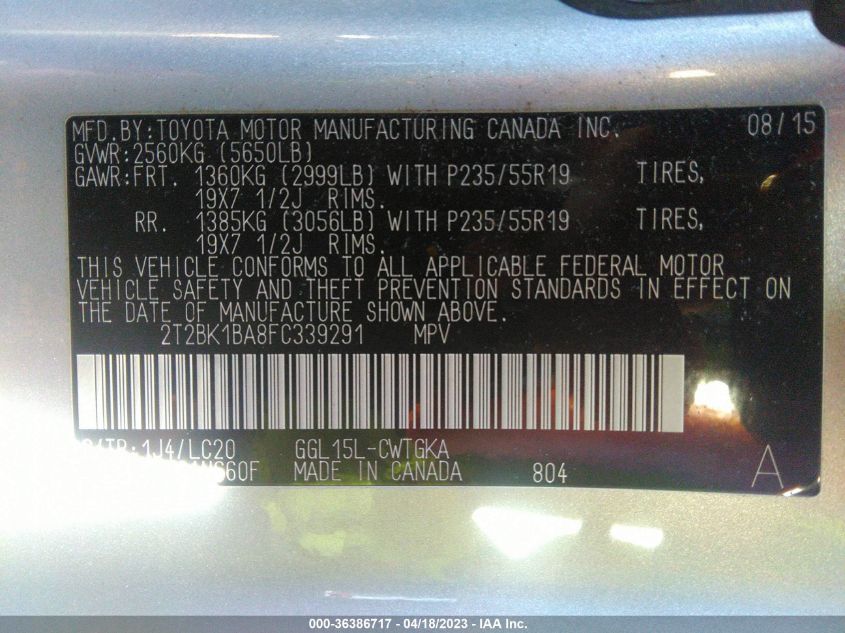 MFD. BY: TOYOTA MOTOR MANUFACTURING CANADA INC. 08/15
GVWR: 2560KG (5650LB)
GAWR: FRT. 1360KG (2999LB) WITH P235/55R19 TIRES,
19X7 1/2J RIMS.
RR. 1385KG (3056LB) WITH P235/55R19 TIRES,
19X7 1/2J RIMS.
THIS VEHICLE CONFORMS TO ALL APPLICABLE FEDERAL MOTOR
VEHICLE SAFETY AND THEFT PREVENTION STANDARDS IN EFFECT ON
THE DATE OF MANUFACTURE SHOWN ABOVE.
2T2BK1BA8FC339291 MPV
1J4/LC20 GGL15L-CWTGKA
MADE IN CANADA 804 A
000-36386717 - 04/18/2023 - IAA Inc.